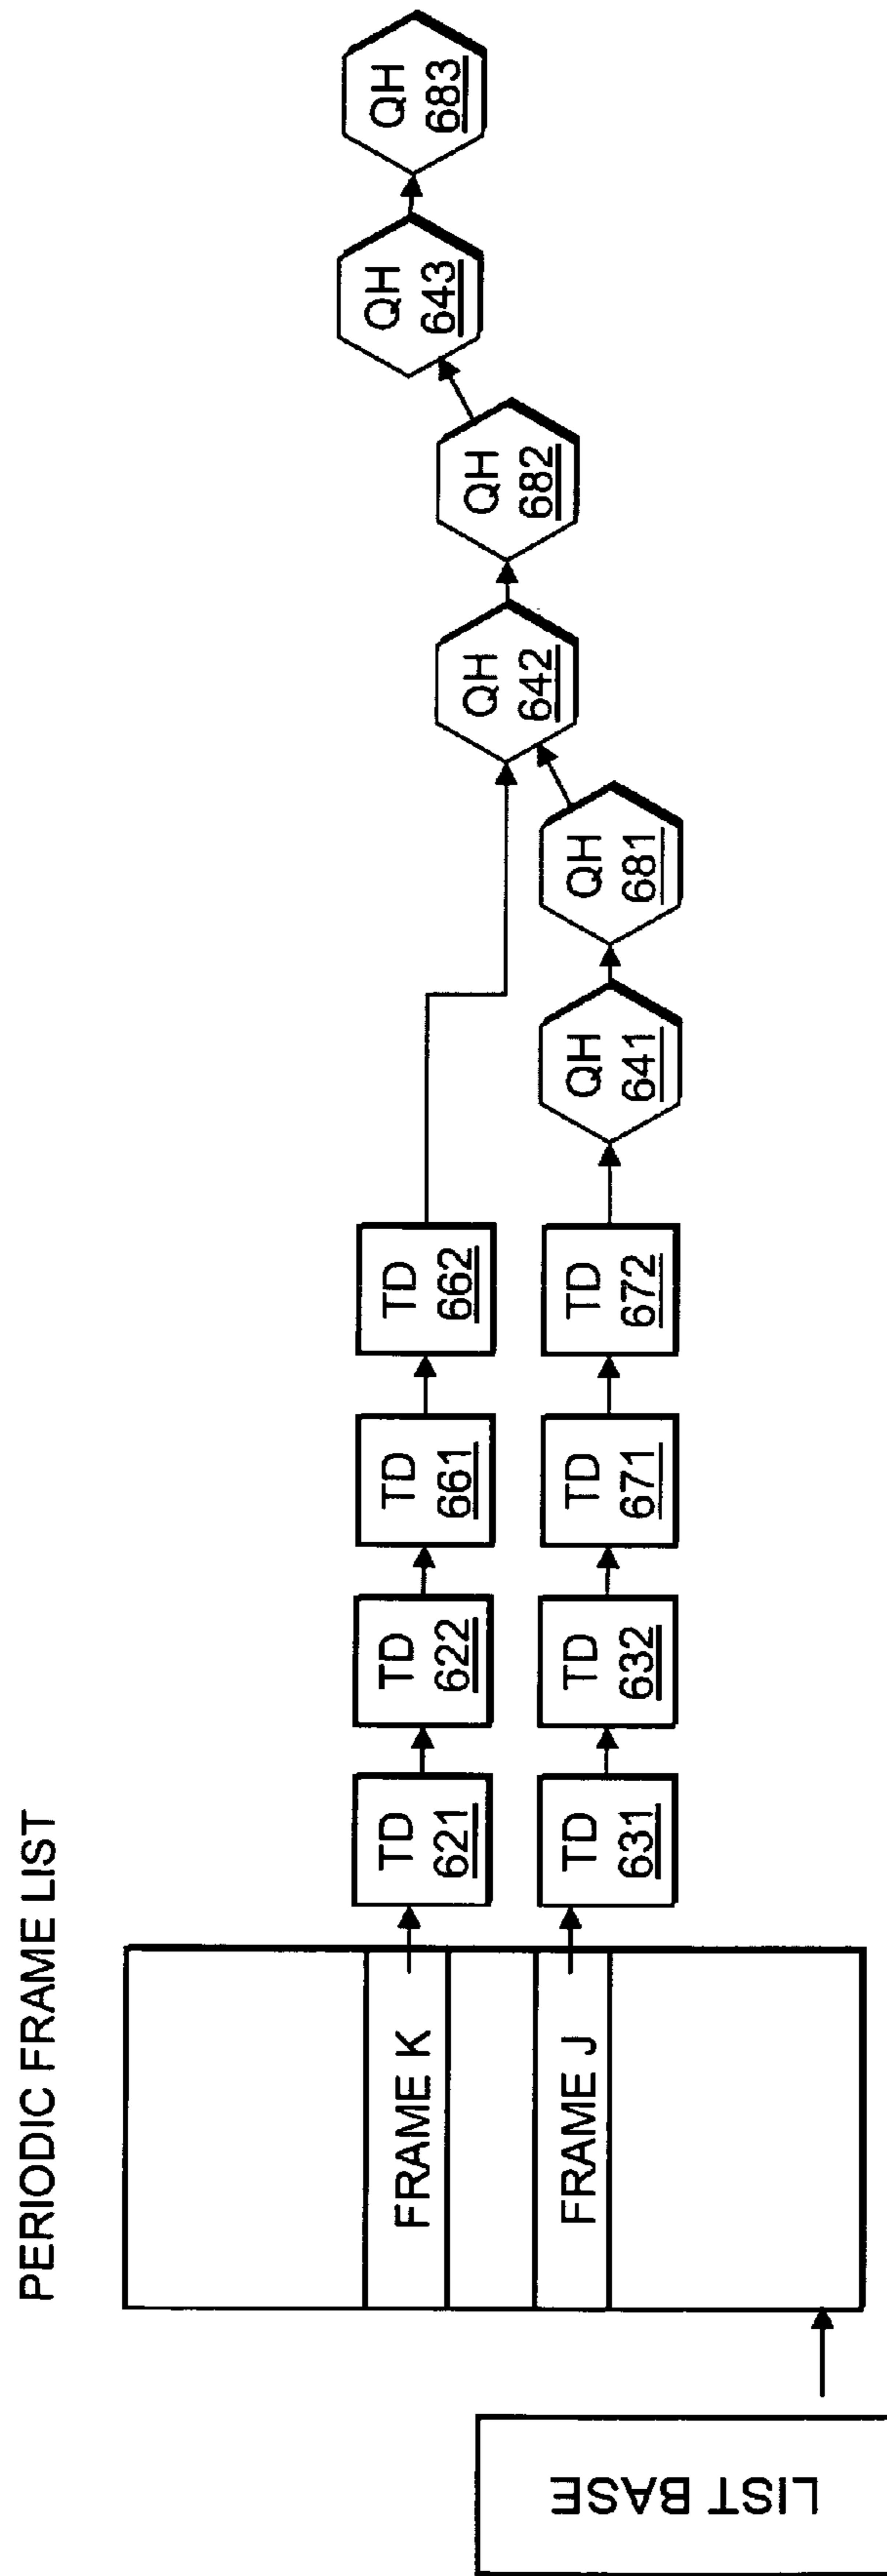 PERIODIC FRAME LIST
LIST BASE
FRAME K
TD
621
TD
622
TD
661
TD
662
FRAME J
TD
631
TD
632
TD
671
TD
672
QH
641
QH
681
QH
642
QH
682
QH
643
QH
683